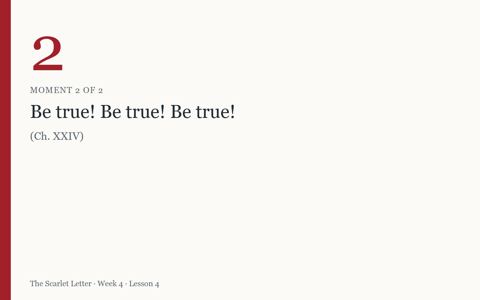 2
MOMENT 2 OF 2
Be true! Be true! Be true!
(Ch. XXIV)
The Scarlet Letter · Week 4 · Lesson 4